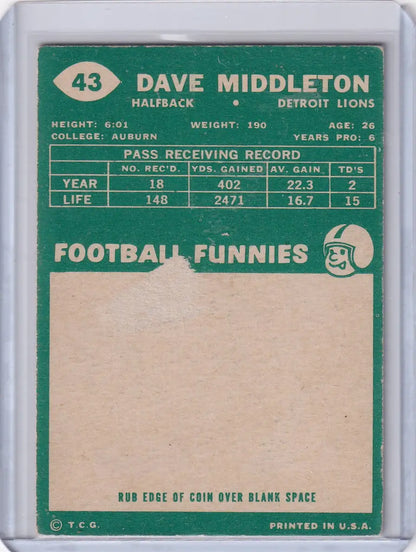 43 DAVE MIDDLETON
HALFBACK • DETROIT LIONS
HEIGHT: 6:01 WEIGHT: 190 AGE: 26
COLLEGE: AUBURN YEARS PRO: 6
PASS RECEIVING RECORD
NO. REC'D. YDS. GAINED AV. GAIN. TD'S
YEAR 18 402 22.3 2
LIFE 148 2471 16.7 15
FOOTBALL FUNNIES
RUB EDGE OF COIN OVER BLANK SPACE
© T.C.G. PRINTED IN U.S.A.